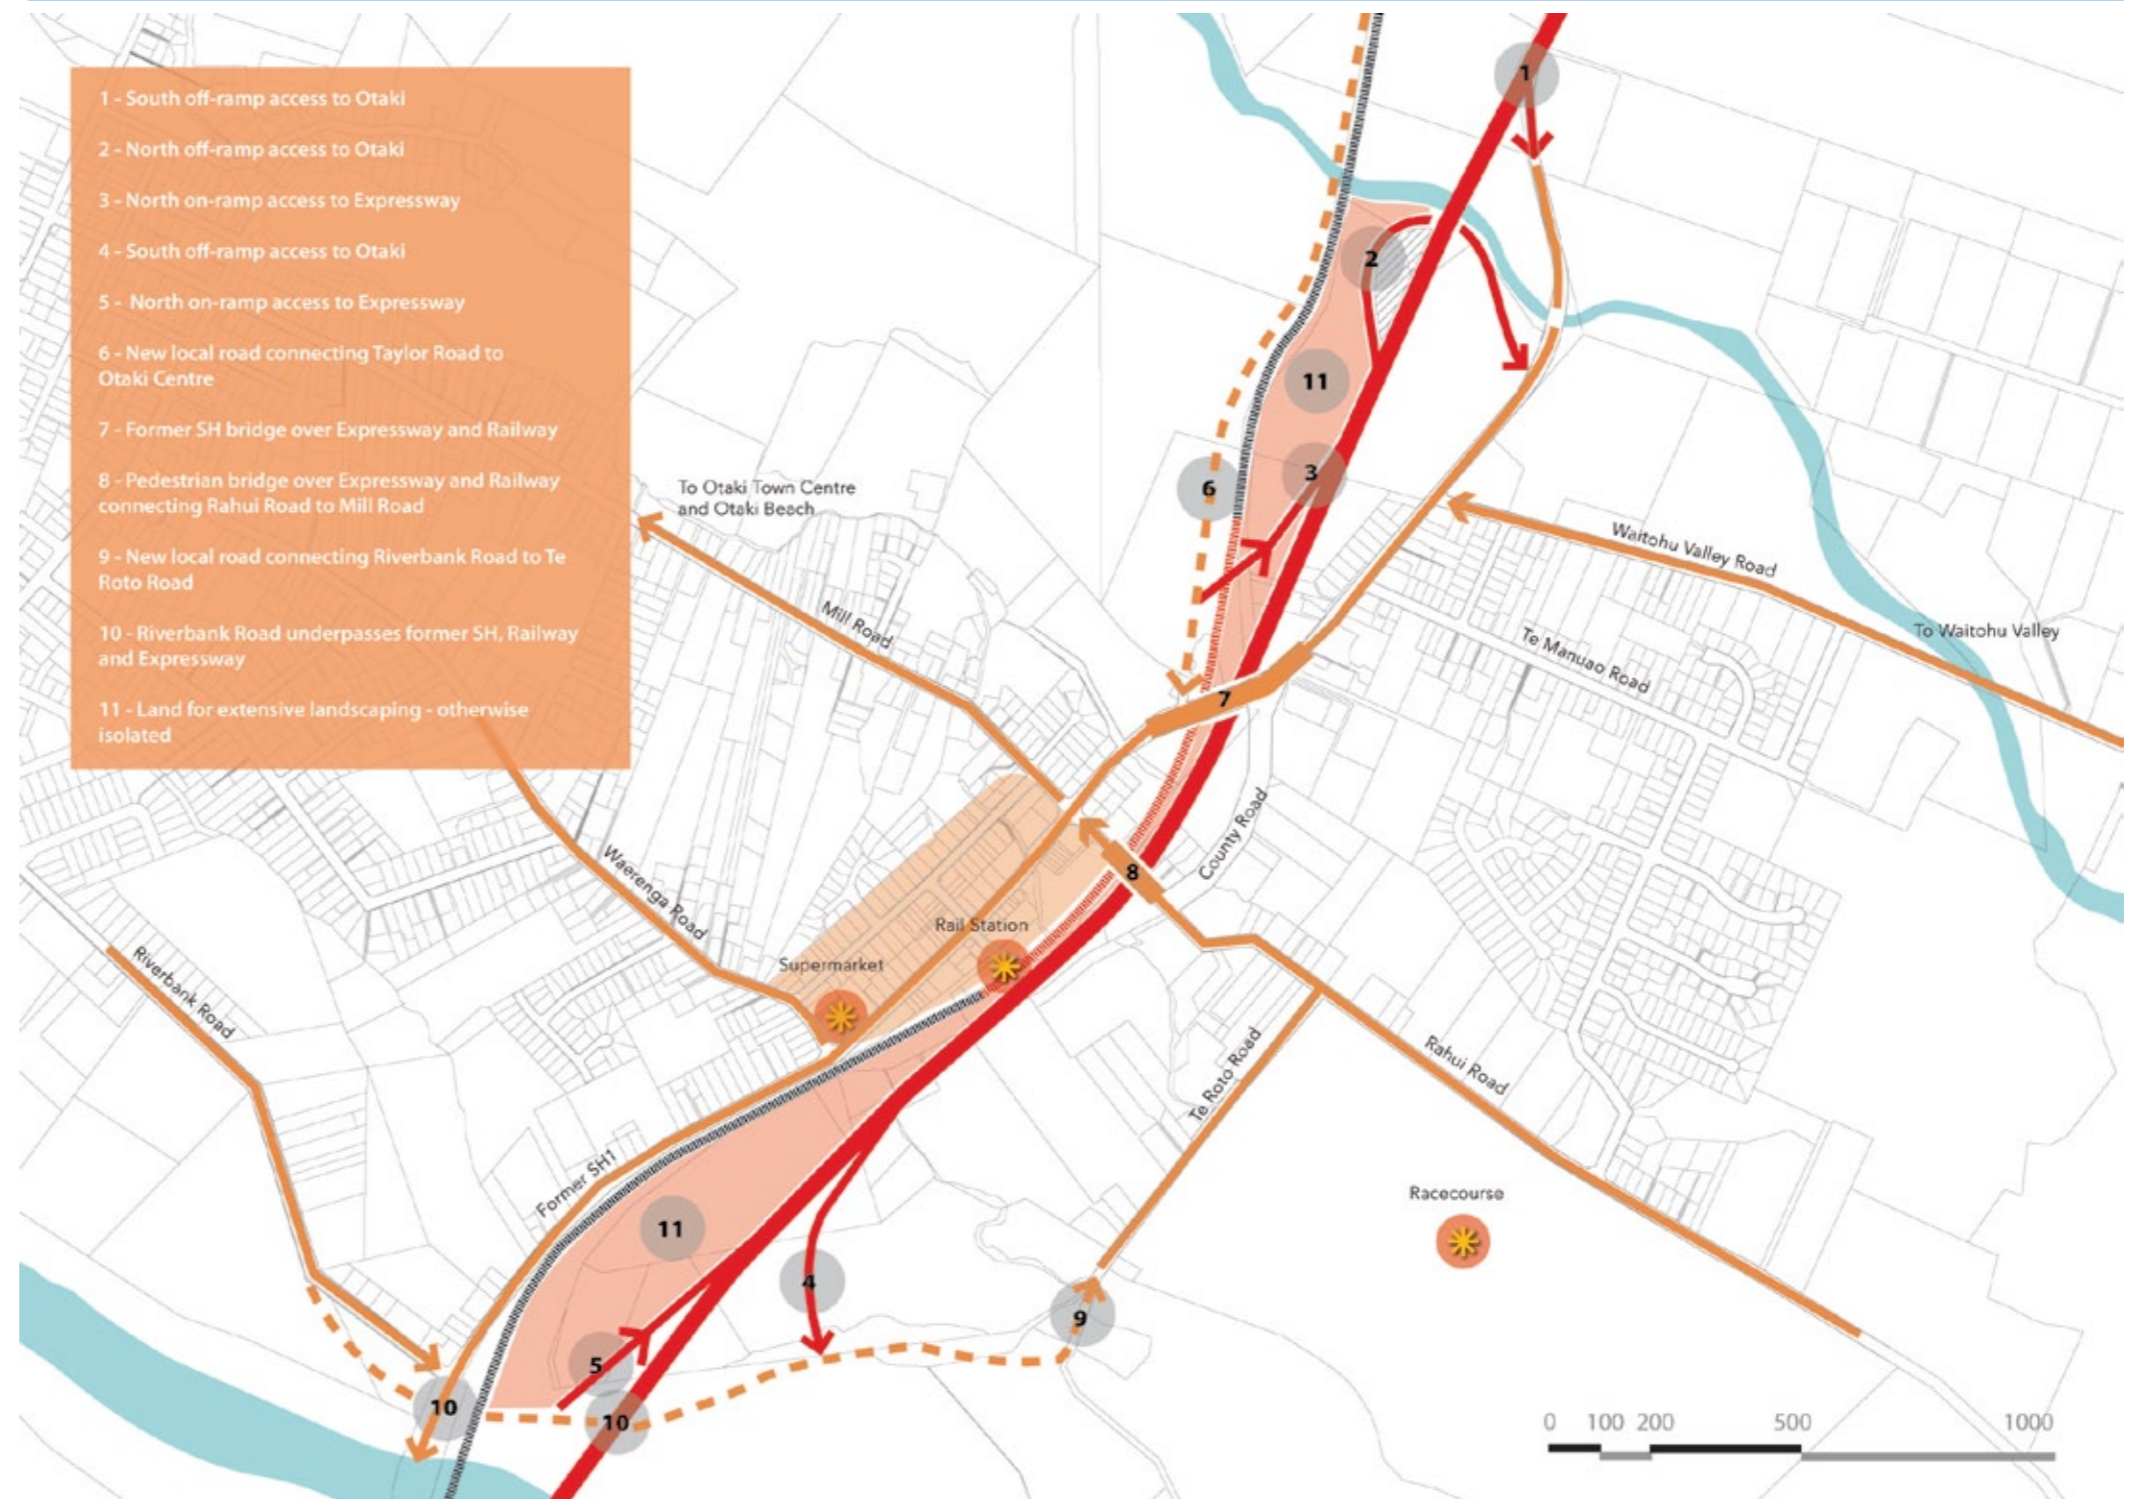 1 - South off-ramp access to Otaki
2 - North off-ramp access to Otaki
3 - North on-ramp access to Expressway
4 - South off-ramp access to Otaki
5 - North on-ramp access to Expressway
6 - New local road connecting Taylor Road to
Otaki Centre
7 - Former SH bridge over Expressway and Railway
8 - Pedestrian bridge over Expressway and Railway
connecting Rahui Road to Mill Road
9 - New local road connecting Riverbank Road to Te
Roto Road
10 - Riverbank Road underpasses former SH, Railway
and Expressway
11 - Land for extensive landscaping - otherwise
isolated
1
2
11
3
6
To Otaki Town Centre
and Otaki Beach
Waitohu Valley Road
To Waitohu Valley
Mill Road
Te Manuao Road
7
County Road
8
Waerenga Road
Rail Station
Supermarket
Riverbank Road
Te Roto Road
Rahui Road
Former SH1
Racecourse
11
4
9
5
10
10
0 100 200 500 1000